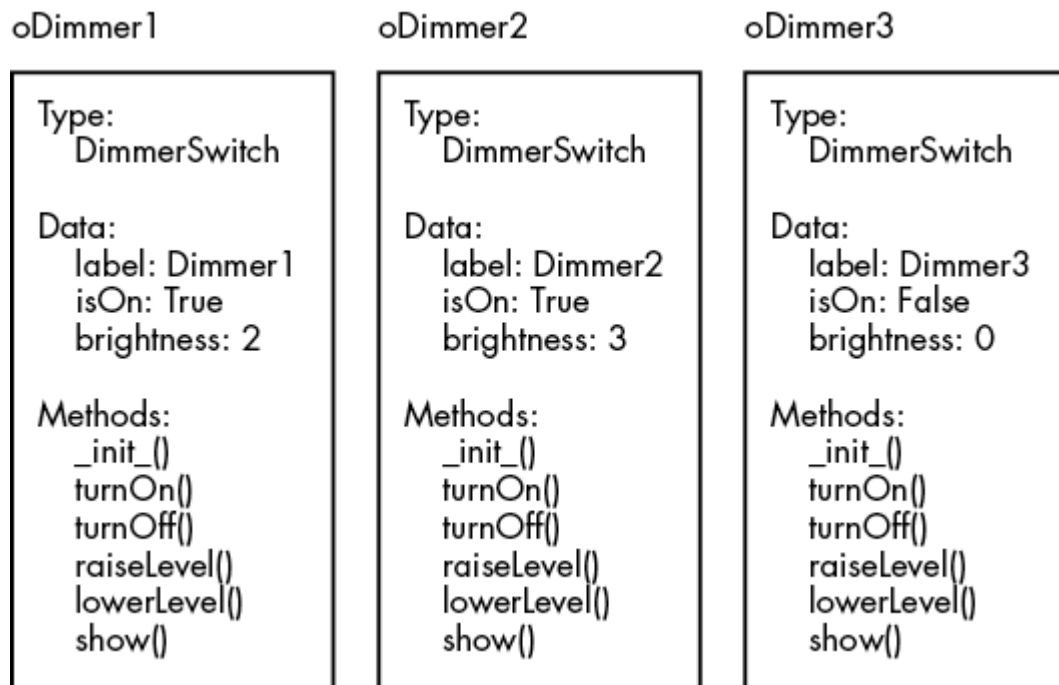 oDimmer1
Type:
DimmerSwitch
Data:
label: Dimmer1
isOn: True
brightness: 2
Methods:
_init_()
turnOn()
turnOff()
raiseLevel()
lowerLevel()
show()
oDimmer2
Type:
DimmerSwitch
Data:
label: Dimmer2
isOn: True
brightness: 3
Methods:
_init_()
turnOn()
turnOff()
raiseLevel()
lowerLevel()
show()
oDimmer3
Type:
DimmerSwitch
Data:
label: Dimmer3
isOn: False
brightness: 0
Methods:
_init_()
turnOn()
turnOff()
raiseLevel()
lowerLevel()
show()